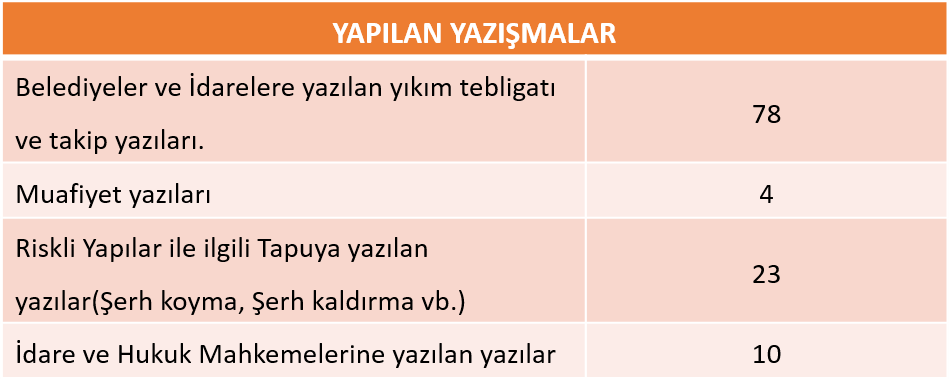 YAPILAN YAZIŞMALAR
Belediyeler ve İdarelere yazılan yıkım tebligatı
ve takip yazıları.
78
Muafiyet yazıları
4
Riskli Yapılar ile ilgili Tapuya yazılan
yazılar(Şerh koyma, Şerh kaldırma vb.)
23
İdare ve Hukuk Mahkemelerine yazılan yazılar
10